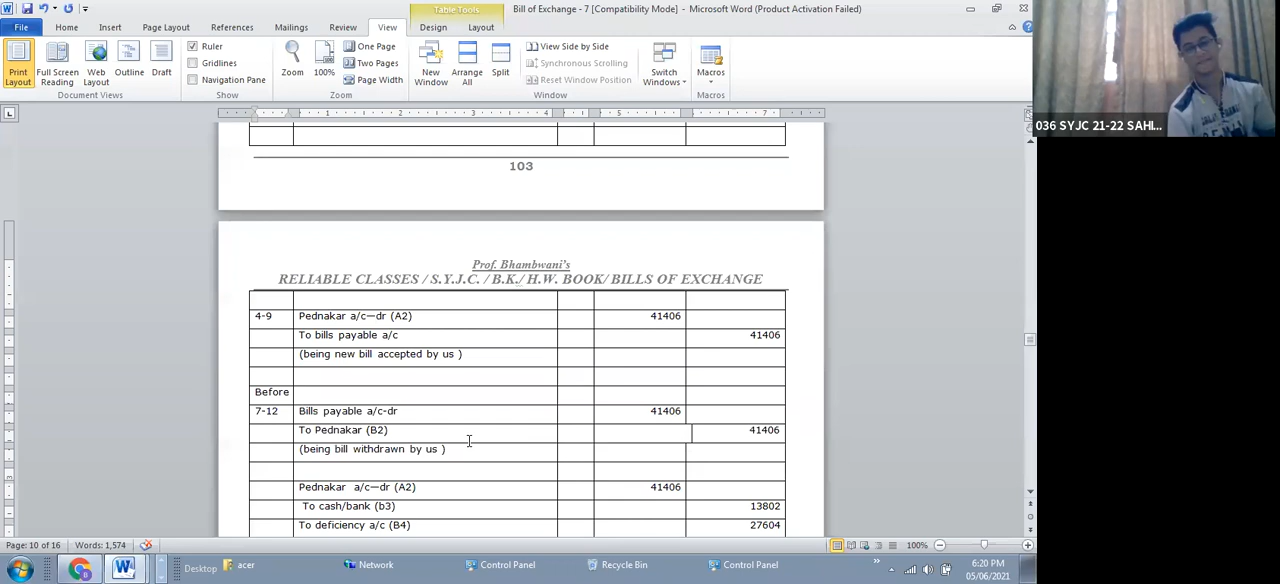 Table Tools
Bill of Exchange - 7 [Compatibility Mode] - Microsoft Word (Product Activation Failed)
File Home Insert Page Layout References Mailings Review View Design Layout
Print Layout Full Screen Reading Web Layout Outline Draft
Document Views
Ruler
Gridlines
Navigation Pane
Show
Zoom 100% One Page
Two Pages
Page Width
Zoom
New Window Arrange All Split
View Side by Side
Synchronous Scrolling
Reset Window Position
Switch Windows
Window
Macros
Macros
036 SYJC 21-22 SAHI...
1 2 3 4 5 6 7
103
Prof. Bhambwani's
RELIABLE CLASSES / S.Y.J.C. / B.K./ H.W. BOOK/ BILLS OF EXCHANGE
4-9 Pednakar a/c—dr (A2) 41406
To bills payable a/c 41406
(being new bill accepted by us )
Before
7-12 Bills payable a/c-dr 41406
To Pednakar (B2) 41406
(being bill withdrawn by us )
Pednakar a/c—dr (A2) 41406
To cash/bank (b3) 13802
To deficiency a/c (B4) 27604
Page: 10 of 16 Words: 1,574 100%
Desktop acer Network Control Panel Recycle Bin Control Panel
6:20 PM
05/06/2021